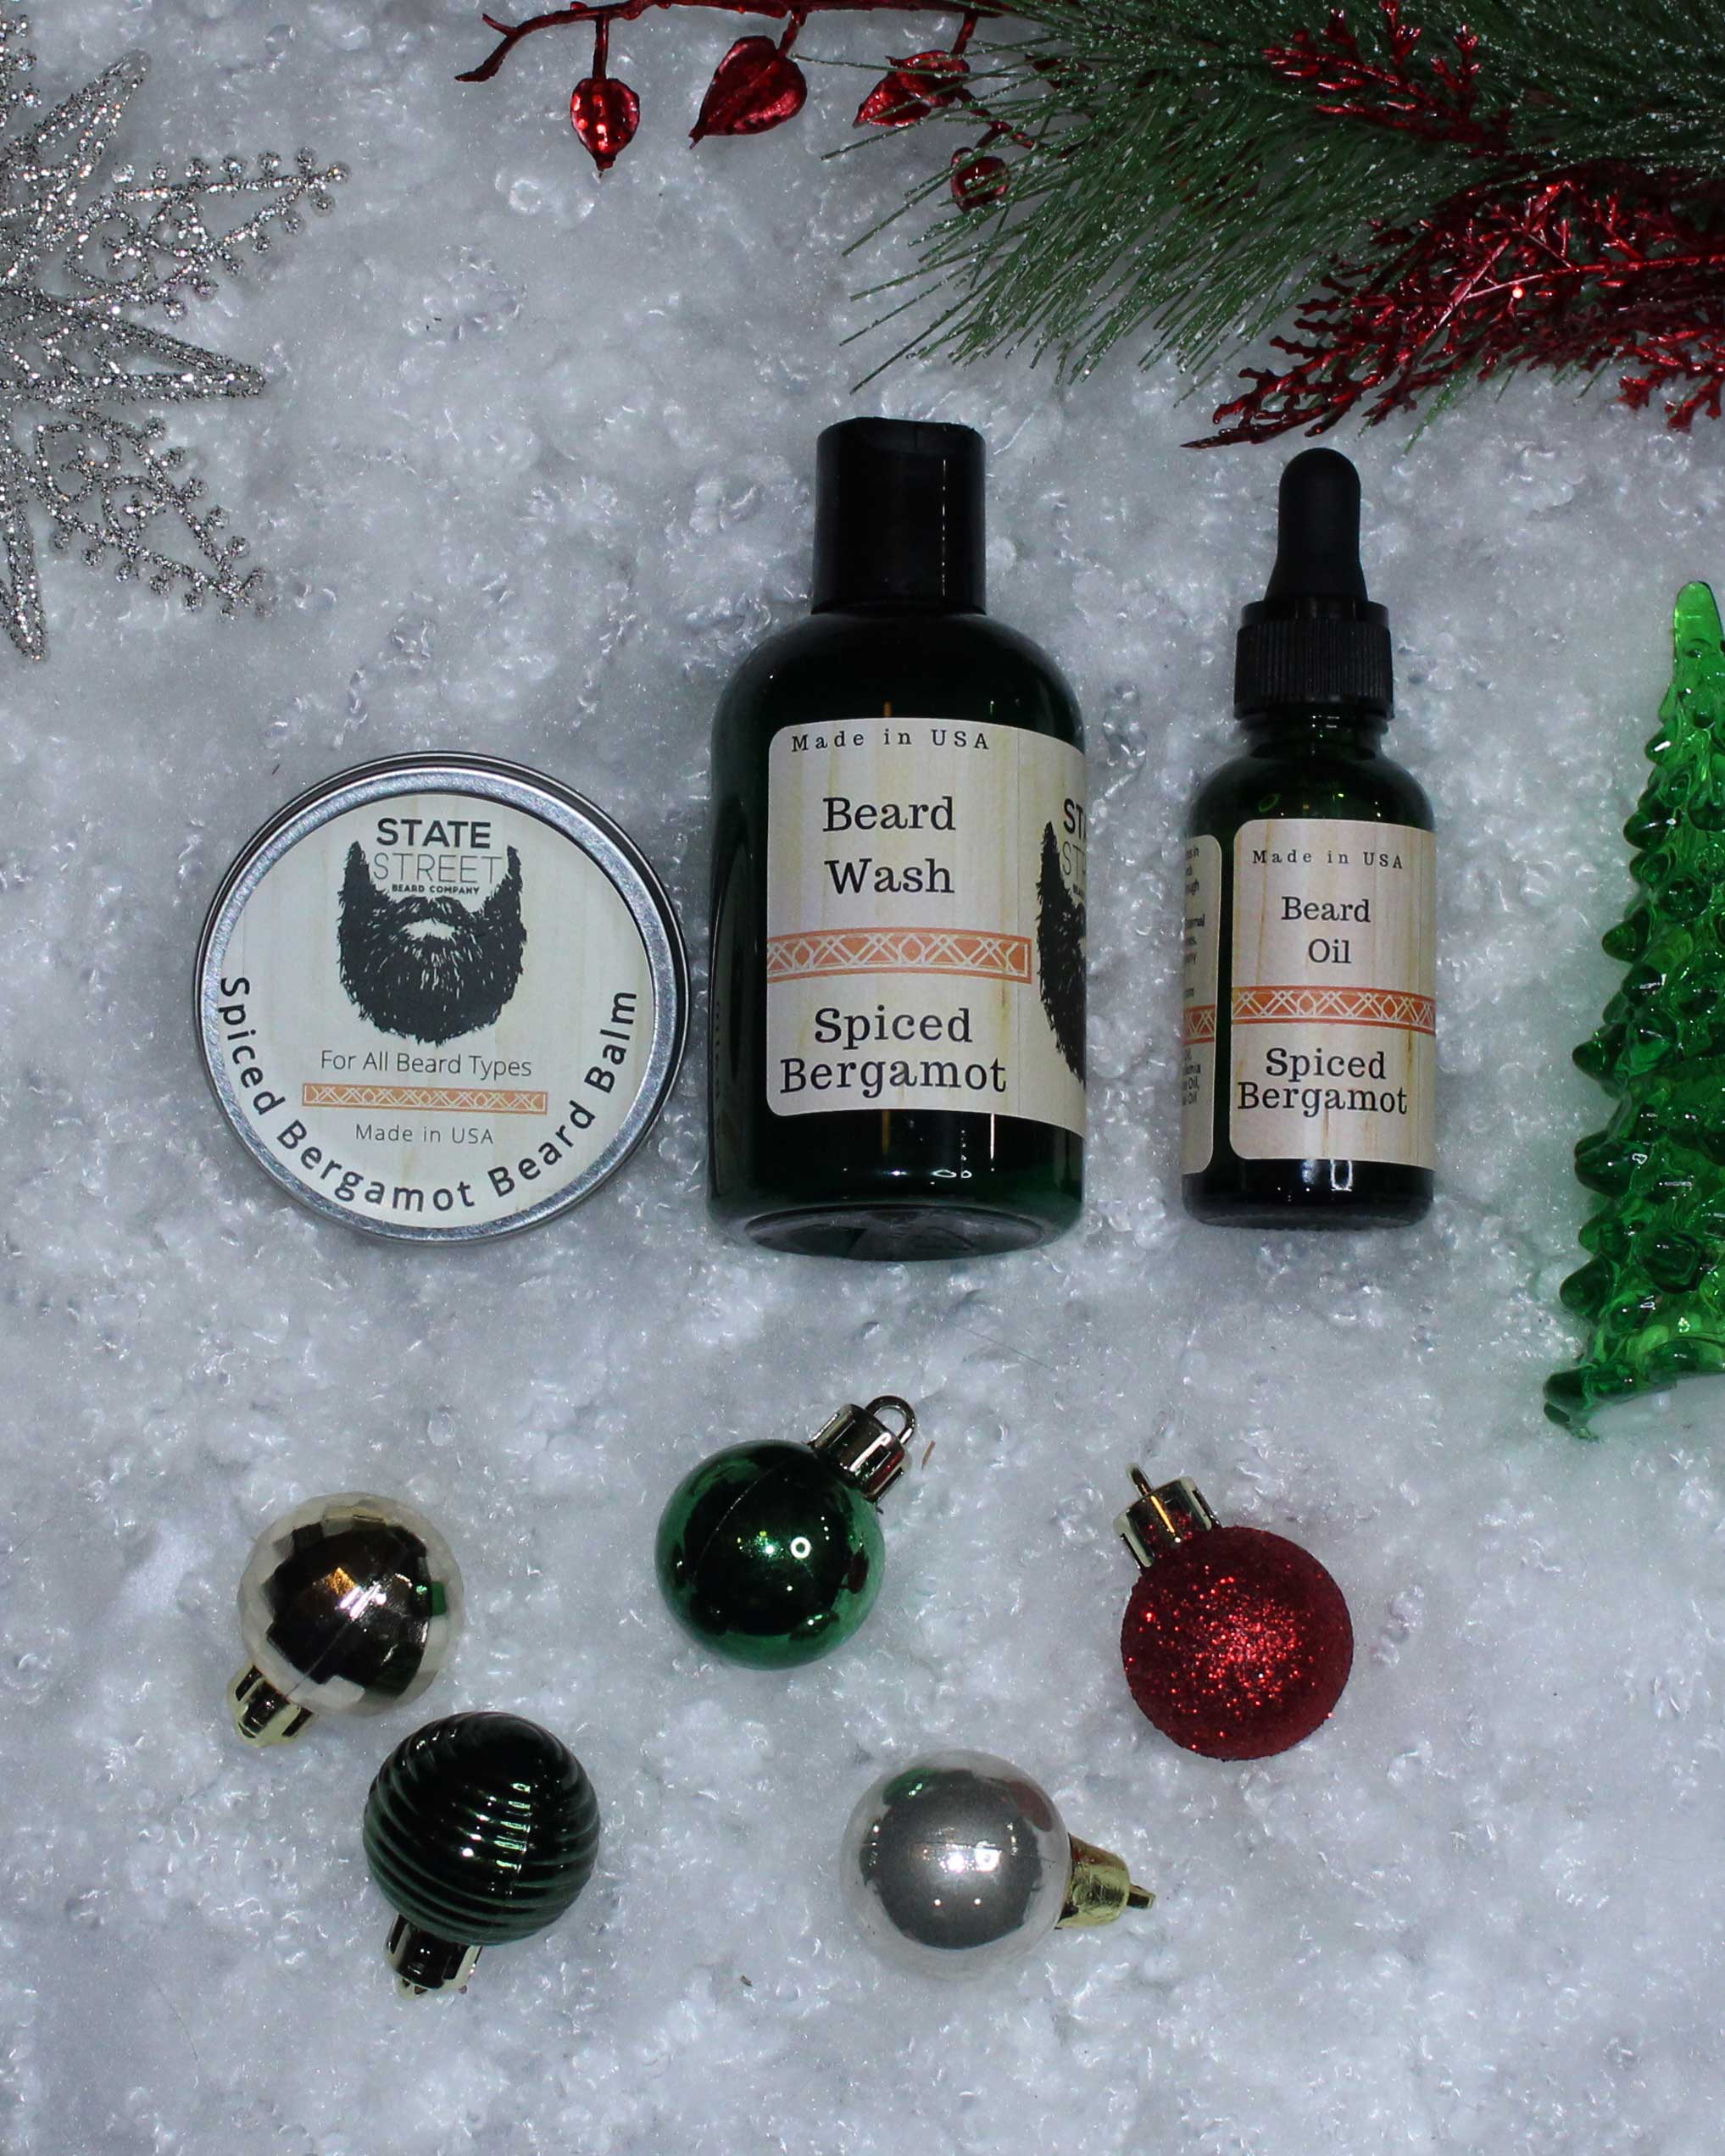 STATE
STREET
BEARD COMPANY
For All Beard Types
Made in USA
Spiced Bergamot Beard Balm
Made in USA
Beard
Wash
Spiced
Bergamot
Made in USA
Beard
Oil
Spiced
Bergamot